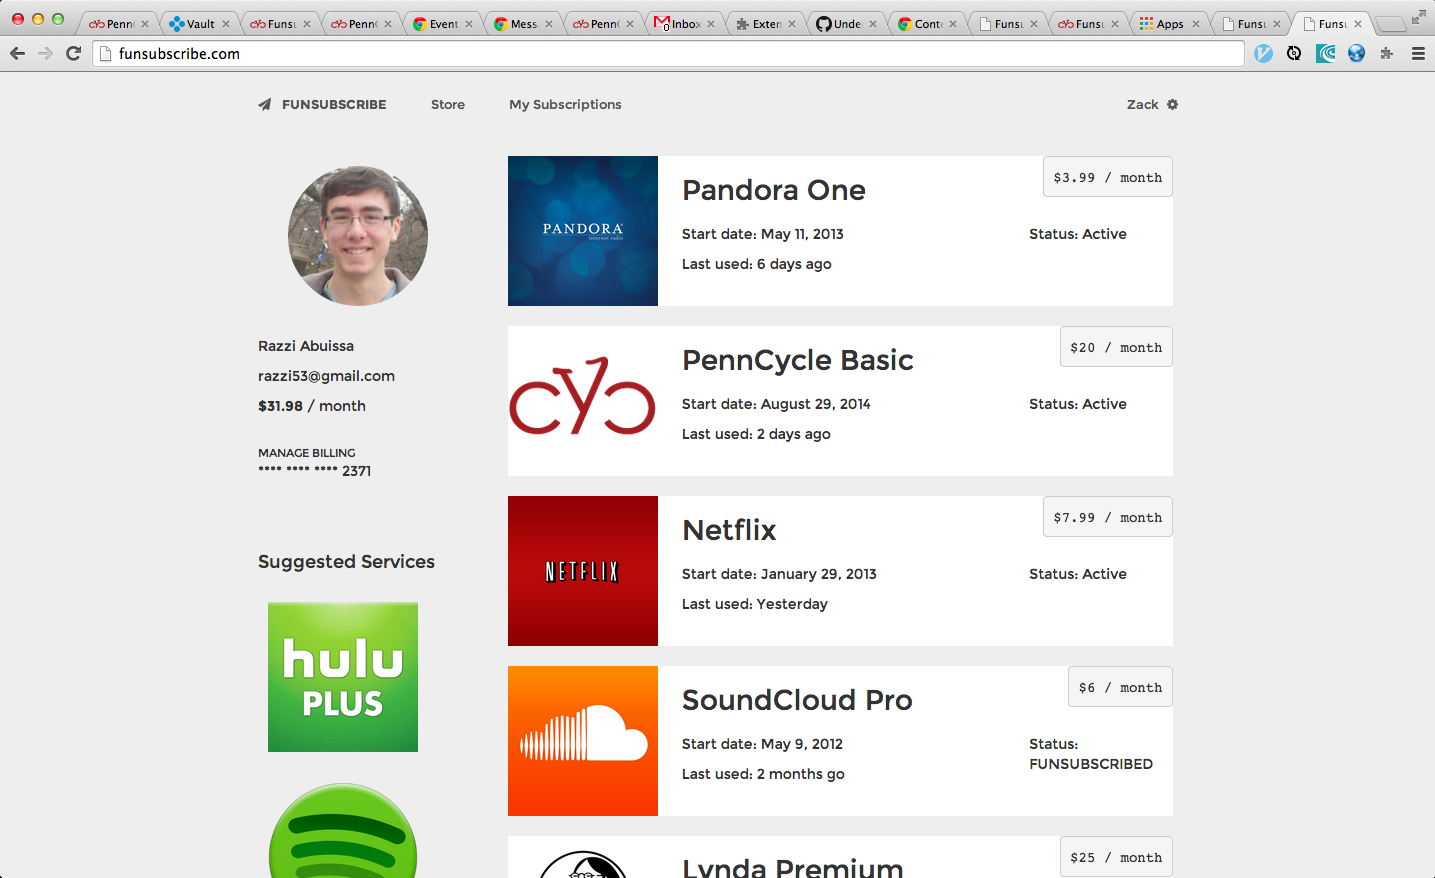 PennC
Vault
Funsu
PennC
Event
Messa
PennC
Inbox
0
Exten
Unde
Conte
Funsu
Funsu
Apps
Funsu
Funsu
funsubscribe.com
FUNSUBSCRIBE
Store
My Subscriptions
Zack
Razzi Abuissa
razzi53@gmail.com
$31.98 / month
MANAGE BILLING
**** **** **** 2371
Suggested Services
hulu
PLUS
PANDORA
internet radio
Pandora One
$3.99 / month
Start date: May 11, 2013
Status: Active
Last used: 6 days ago
cyc
PennCycle Basic
$20 / month
Start date: August 29, 2014
Status: Active
Last used: 2 days ago
NETFLIX
Netflix
$7.99 / month
Start date: January 29, 2013
Status: Active
Last used: Yesterday
SoundCloud Pro
$6 / month
Start date: May 9, 2012
Status:
FUNSUBSCRIBED
Last used: 2 months go
Lynda Premium
$25 / month